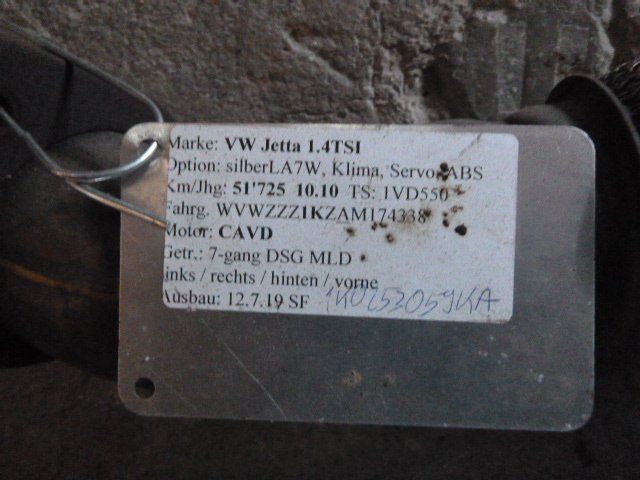 Marke: VW Jetta 1.4TSI
Option: silberLA7W, Klima, Servo, ABS
Km/Jhg: 51'725 10.10 TS: 1VD550
Fahrg. WVWZZZ1KZAM174338
Motor: CAVD
Getr.: 7-gang DSG MLD
links / rechts / hinten / vorne
Ausbau: 12.7.19 SF 1K0253059KA